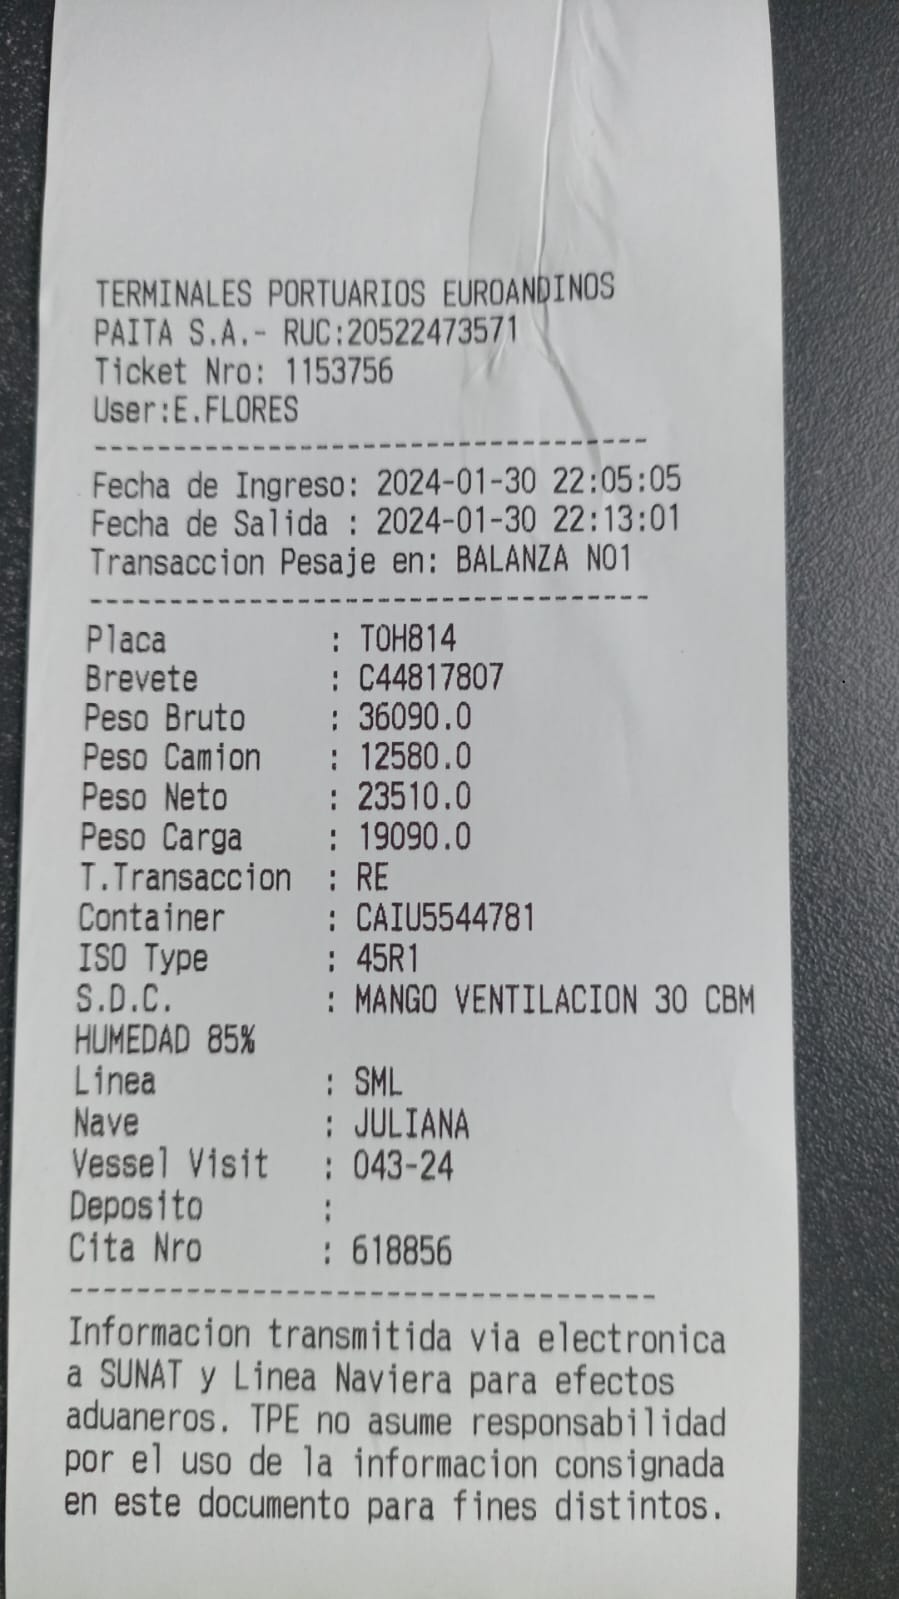 TERMINALES PORTUARIOS EUROANDINOS
PAITA S.A.- RUC:20522473571
Ticket Nro: 1153756
User:E.FLORES
----------------------------------
Fecha de Ingreso: 2024-01-30 22:05:05
Fecha de Salida : 2024-01-30 22:13:01
Transaccion Pesaje en: BALANZA NO1
----------------------------------
Placa : TOH814
Brevete : C44817807
Peso Bruto : 36090.0
Peso Camion : 12580.0
Peso Neto : 23510.0
Peso Carga : 19090.0
T.Transaccion : RE
Container : CAIU5544781
ISO Type : 45R1
S.D.C. : MANGO VENTILACION 30 CBM
HUMEDAD 85%
Linea : SML
Nave : JULIANA
Vessel Visit : 043-24
Deposito :
Cita Nro : 618856
----------------------------------
Informacion transmitida via electronica
a SUNAT y Linea Naviera para efectos
aduaneros. TPE no asume responsabilidad
por el uso de la informacion consignada
en este documento para fines distintos.